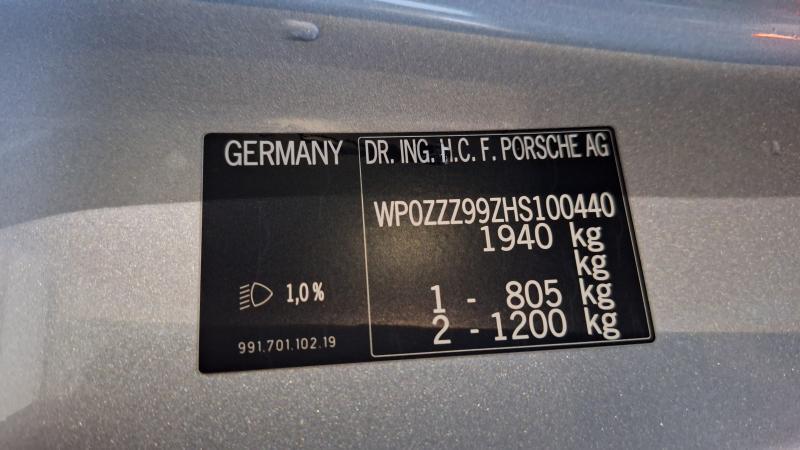 GERMANY
DR. ING. H.C. F. PORSCHE AG
WP0ZZZ99ZHS100440
1940 kg
kg
1 - 805 kg
2 - 1200 kg
1,0%
991.701.102.19